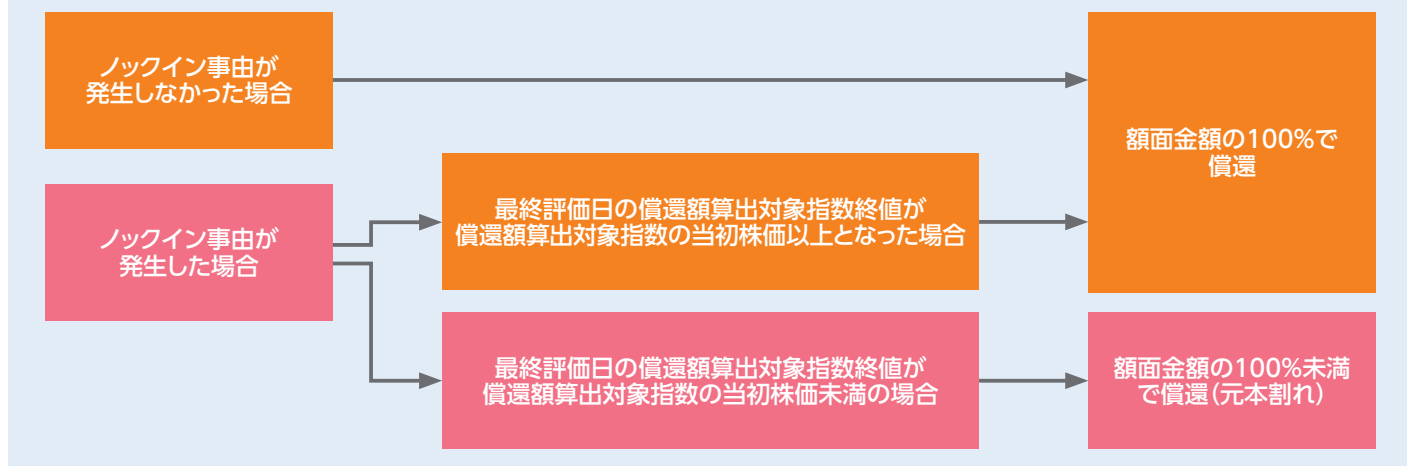 ノックイン事由が
発生しなかった場合
額面金額の100%で
償還
ノックイン事由が
発生した場合
最終評価日の償還額算出対象指数終値が
償還額算出対象指数の当初株価以上となった場合
最終評価日の償還額算出対象指数終値が
償還額算出対象指数の当初株価未満の場合
額面金額の100%未満
で償還（元本割れ）